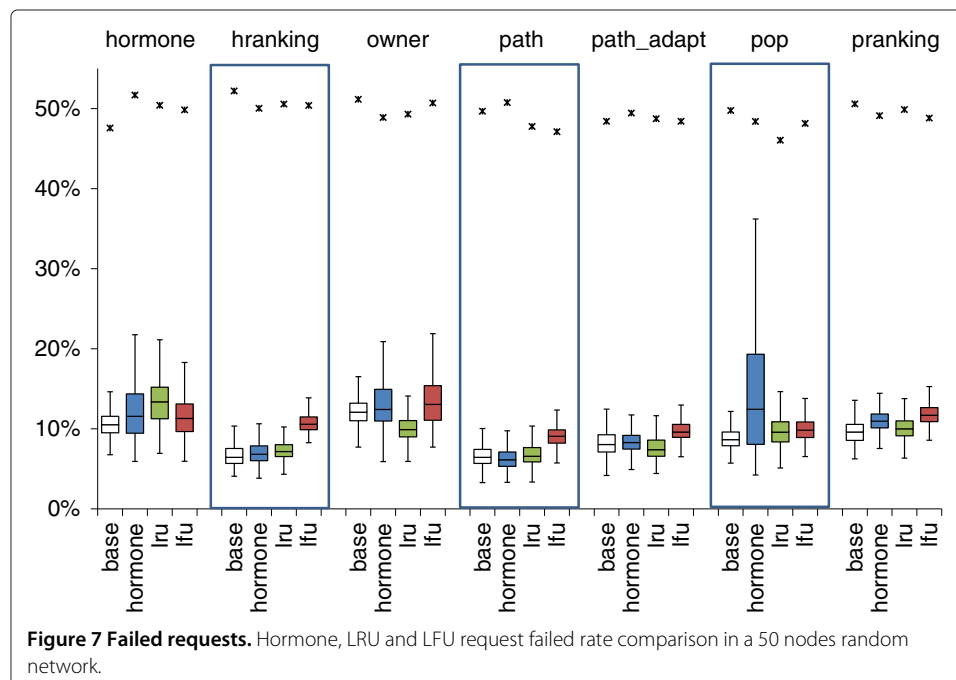 hormone hranking owner path path_adapt pop pranking
50%
40%
30%
20%
10%
0%
base hormone lru lfu base hormone lru lfu base hormone lru lfu base hormone lru lfu base hormone lru lfu base hormone lru lfu base hormone lru lfu
Figure 7 Failed requests. Hormone, LRU and LFU request failed rate comparison in a 50 nodes random
network.